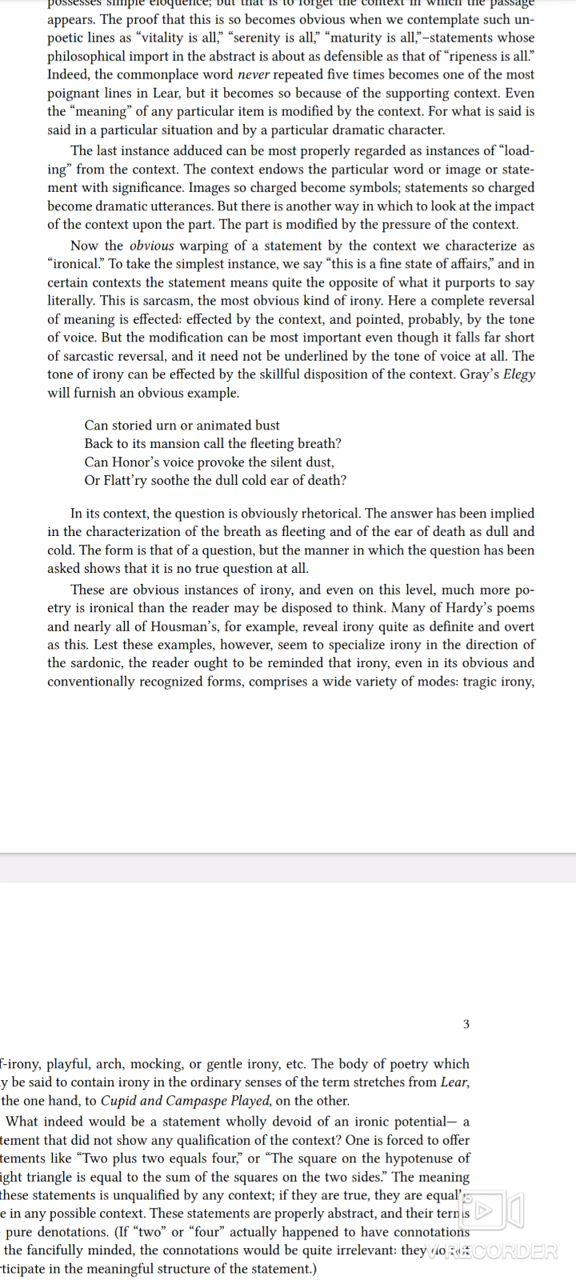 possesses simple eloquence; but that is to forget the context in which the passage
appears. The proof that this is so becomes obvious when we contemplate such un-
poetic lines as “vitality is all,” “serenity is all,” “maturity is all,”–statements whose
philosophical import in the abstract is about as defensible as that of “ripeness is all.”
Indeed, the commonplace word never repeated five times becomes one of the most
poignant lines in Lear, but it becomes so because of the supporting context. Even
the “meaning” of any particular item is modified by the context. For what is said is
said in a particular situation and by a particular dramatic character.
The last instance adduced can be most properly regarded as instances of “load-
ing” from the context. The context endows the particular word or image or state-
ment with significance. Images so charged become symbols; statements so charged
become dramatic utterances. But there is another way in which to look at the impact
of the context upon the part. The part is modified by the pressure of the context.
Now the obvious warping of a statement by the context we characterize as
“ironical.” To take the simplest instance, we say “this is a fine state of affairs,” and in
certain contexts the statement means quite the opposite of what it purports to say
literally. This is sarcasm, the most obvious kind of irony. Here a complete reversal
of meaning is effected: effected by the context, and pointed, probably, by the tone
of voice. But the modification can be most important even though it falls far short
of sarcastic reversal, and it need not be underlined by the tone of voice at all. The
tone of irony can be effected by the skillful disposition of the context. Gray’s Elegy
will furnish an obvious example.
Can storied urn or animated bust
Back to its mansion call the fleeting breath?
Can Honor’s voice provoke the silent dust,
Or Flatt’ry soothe the dull cold ear of death?
In its context, the question is obviously rhetorical. The answer has been implied
in the characterization of the breath as fleeting and of the ear of death as dull and
cold. The form is that of a question, but the manner in which the question has been
asked shows that it is no true question at all.
These are obvious instances of irony, and even on this level, much more po-
etry is ironical than the reader may be disposed to think. Many of Hardy’s poems
and nearly all of Housman’s, for example, reveal irony quite as definite and overt
as this. Lest these examples, however, seem to specialize irony in the direction of
the sardonic, the reader ought to be reminded that irony, even in its obvious and
conventionally recognized forms, comprises a wide variety of modes: tragic irony,
3
f-irony, playful, arch, mocking, or gentle irony, etc. The body of poetry which
y be said to contain irony in the ordinary senses of the term stretches from Lear,
the one hand, to Cupid and Campaspe Played, on the other.
What indeed would be a statement wholly devoid of an ironic potential— a
tement that did not show any qualification of the context? One is forced to offer
tements like “Two plus two equals four,” or “The square on the hypotenuse of
ight triangle is equal to the sum of the squares on the two sides.” The meaning
these statements is unqualified by any context; if they are true, they are equally
e in any possible context. These statements are properly abstract, and their terms
pure denotations. (If “two” or “four” actually happened to have connotations
the fancifully minded, the connotations would be quite irrelevant: they do not
rticipate in the meaningful structure of the statement.)
RECORDER